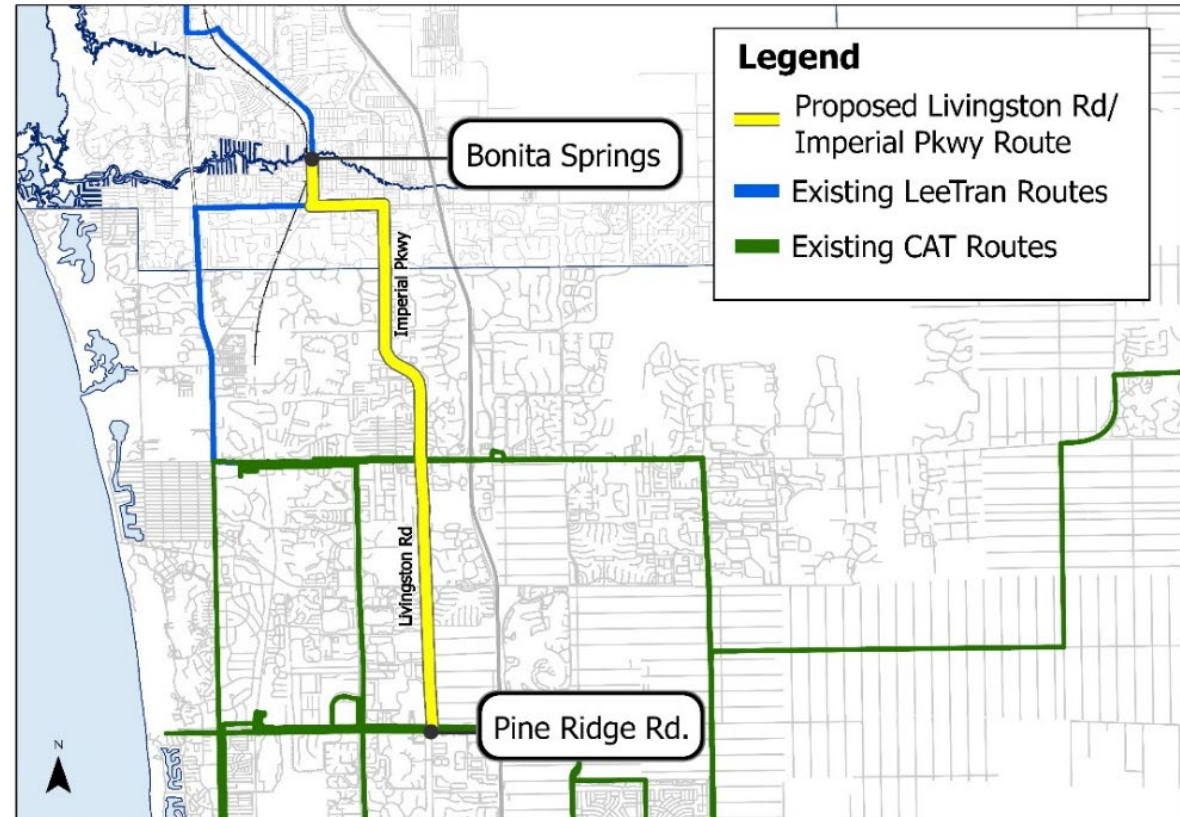 Legend
Proposed Livingston Rd/
Imperial Pkwy Route
Existing LeeTran Routes
Existing CAT Routes
Bonita Springs
Imperial Pkwy
Livingston Rd
Pine Ridge Rd.
N